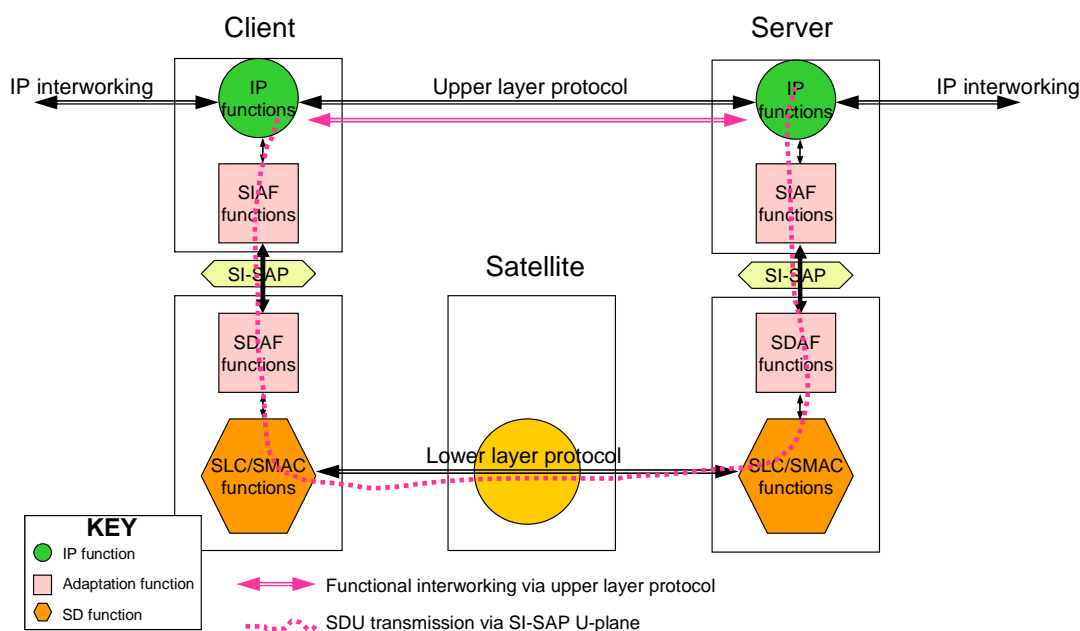 Client
Server
IP interworking
IP
functions
Upper layer protocol
IP
functions
IP interworking
SIAF
functions
SIAF
functions
SI-SAP
Satellite
SI-SAP
SDAF
functions
SDAF
functions
SLC/SMAC
functions
Lower layer protocol
SLC/SMAC
functions
KEY
IP function
Adaptation function
SD function
Functional interworking via upper layer protocol
SDU transmission via SI-SAP U-plane